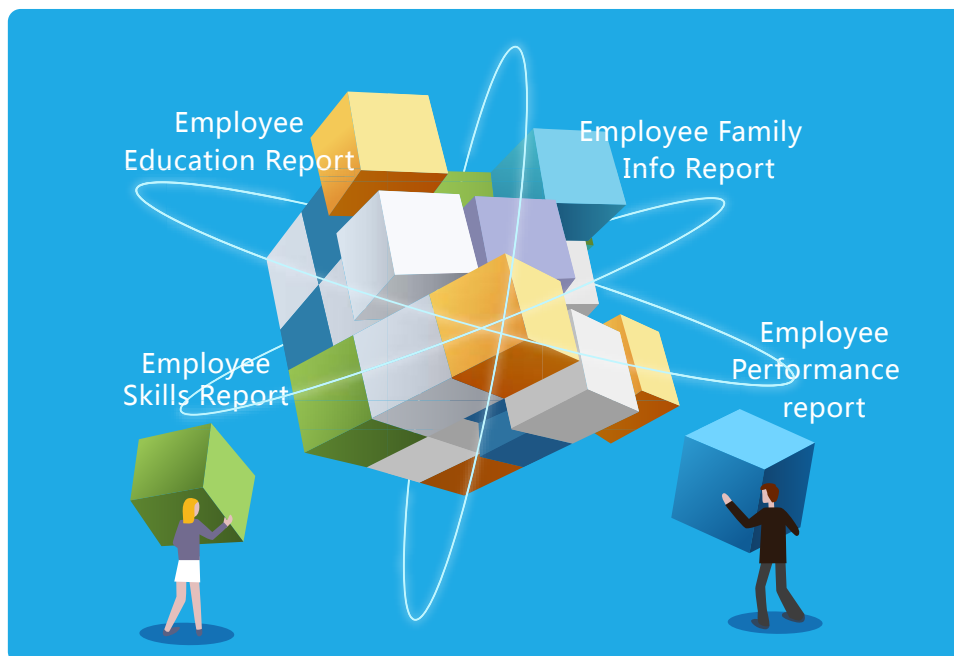 Employee
Education Report
Employee Family
Info Report
Employee
Skills Report
Employee
Performance
report